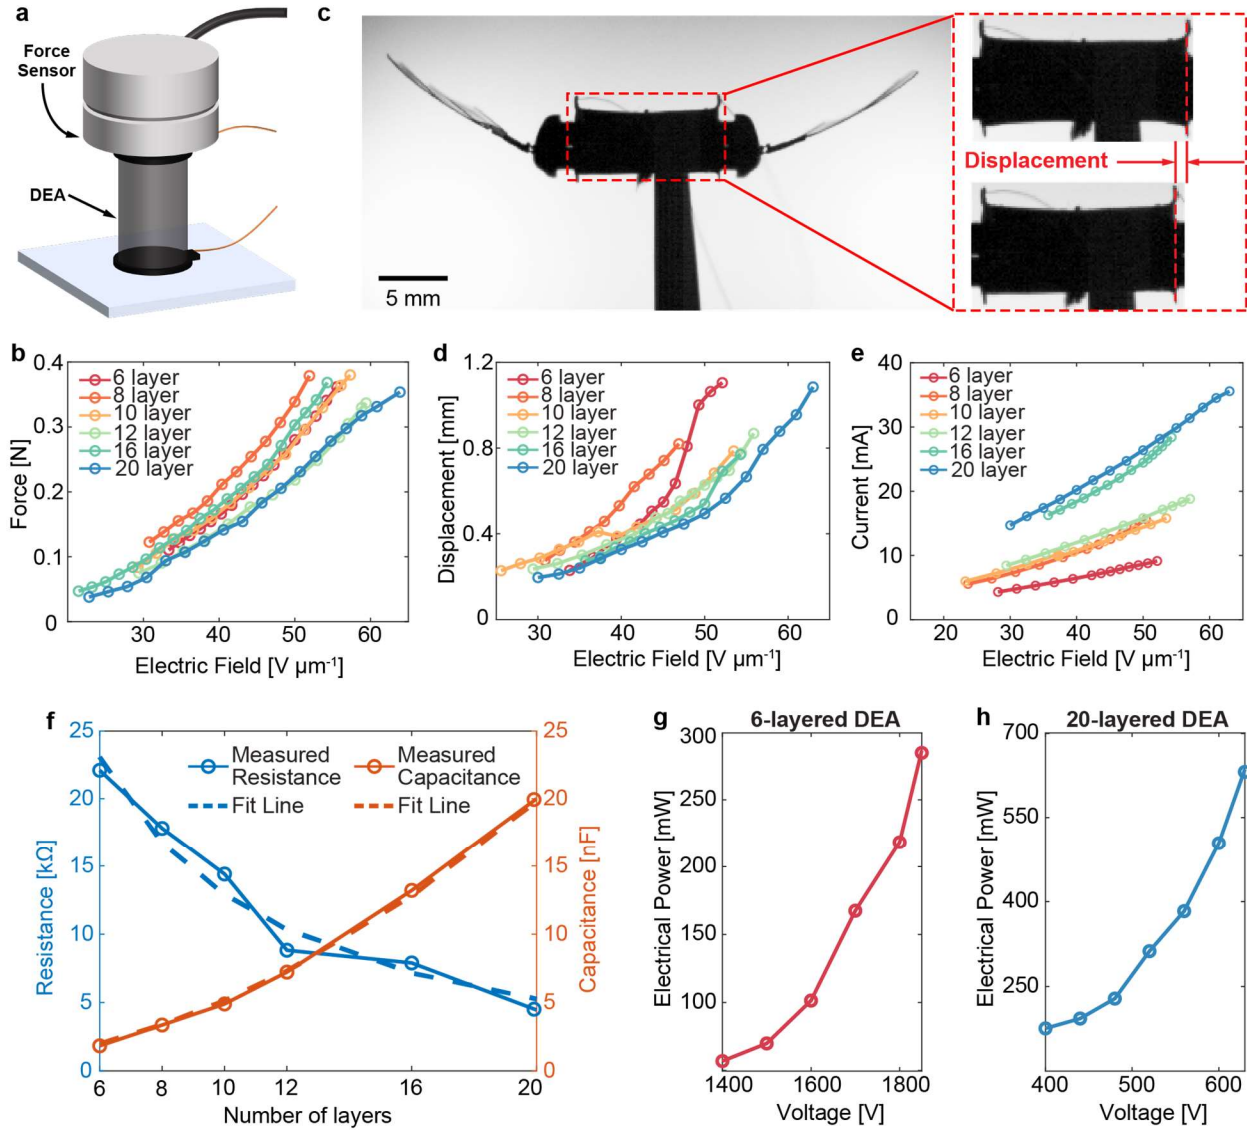 a
Force
Sensor
DEA
c
5 mm
Displacement
b
0.4
0.3
0.2
0.1
0
Force [N]
6 layer
8 layer
10 layer
12 layer
16 layer
20 layer
30
40
50
60
Electric Field [V µm⁻¹]
d
1.2
0.8
0.4
0
Displacement [mm]
6 layer
8 layer
10 layer
12 layer
16 layer
20 layer
30
40
50
60
Electric Field [V µm⁻¹]
e
40
30
20
10
0
Current [mA]
6 layer
8 layer
10 layer
12 layer
16 layer
20 layer
20
30
40
50
60
Electric Field [V µm⁻¹]
f
25
20
15
10
5
0
Resistance [kΩ]
Measured
Resistance
Fit Line
Measured
Capacitance
Fit Line
25
20
15
10
5
0
Capacitance [nF]
6
8
10
12
16
20
Number of layers
g
6-layered DEA
300
250
200
150
100
Electrical Power [mW]
1400
1600
1800
Voltage [V]
h
20-layered DEA
700
550
400
250
Electrical Power [mW]
400
500
600
Voltage [V]